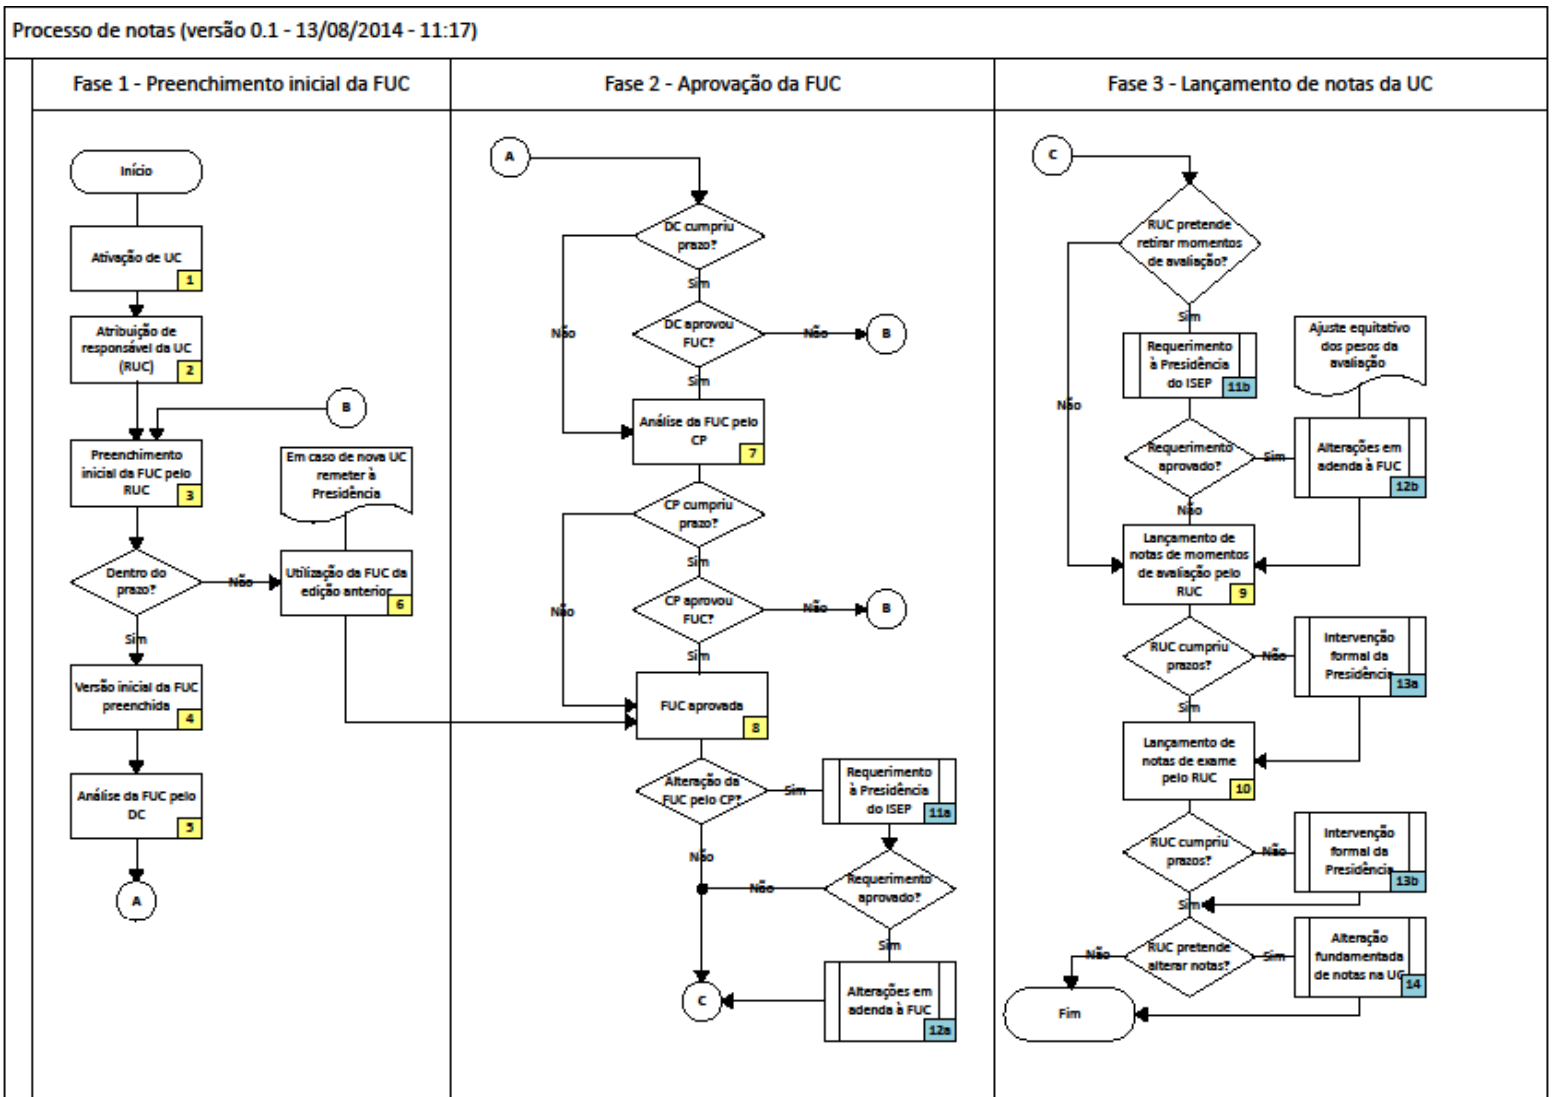 Processo de notas (versão 0.1 - 13/08/2014 - 11:17)
Fase 1 - Preenchimento inicial da FUC
Fase 2 - Aprovação da FUC
Fase 3 - Lançamento de notas da UC
Início
Ativação de UC
1
Atribuição de
responsável da UC
(RUC)
2
B
Preenchimento
inicial da FUC pelo
RUC
3
Em caso de nova UC
remeter à
Presidência
Dentro do
prazo?
Não
Utilização da FUC da
edição anterior
6
Sim
Versão inicial da FUC
preenchida
4
Análise da FUC pelo
DC
5
A
A
DC cumpriu
prazo?
Sim
Não
DC aprovou
FUC?
Não
B
Sim
Análise da FUC pelo
CP
7
CP cumpriu
prazo?
Sim
Não
CP aprovou
FUC?
Não
B
Sim
FUC aprovada
8
Alteração da
FUC pelo CP?
Sim
Requerimento
à Presidência
do ISEP
11a
Não
Não
Requerimento
aprovado?
Sim
C
Alterações em
adenda à FUC
12a
C
RUC pretende
retirar momentos
de avaliação?
Sim
Não
Requerimento
à Presidência
do ISEP
11b
Ajuste equitativo
dos pesos da
avaliação
Requerimento
aprovado?
Sim
Alterações em
adenda à FUC
12b
Não
Lançamento de
notas de momentos
de avaliação pelo
RUC
9
RUC cumpriu
prazos?
Não
Intervenção
formal da
Presidência
13a
Sim
Lançamento de
notas de exame
pelo RUC
10
RUC cumpriu
prazos?
Não
Intervenção
formal da
Presidência
13b
Sim
RUC pretende
alterar notas?
Não
Sim
Alteração
fundamentada
de notas na UC
14
Fim